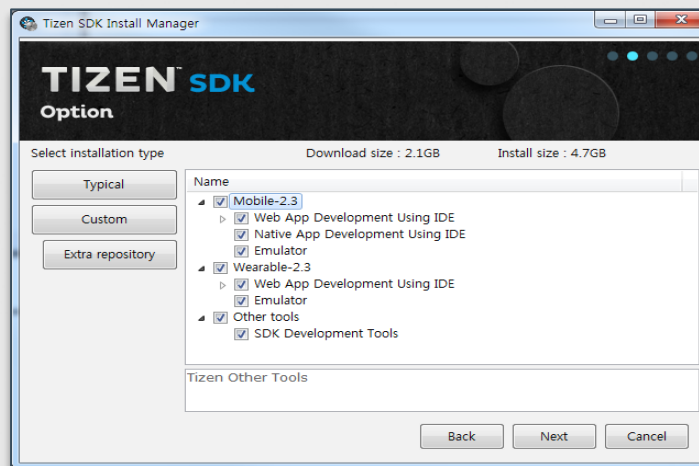 Tizen SDK Install Manager
TIZEN™ SDK
Option
Select installation type
Download size : 2.1GB
Install size : 4.7GB
Typical
Custom
Extra repository
Name
Mobile-2.3
Web App Development Using IDE
Native App Development Using IDE
Emulator
Wearable-2.3
Web App Development Using IDE
Emulator
Other tools
SDK Development Tools
Tizen Other Tools
Back
Next
Cancel